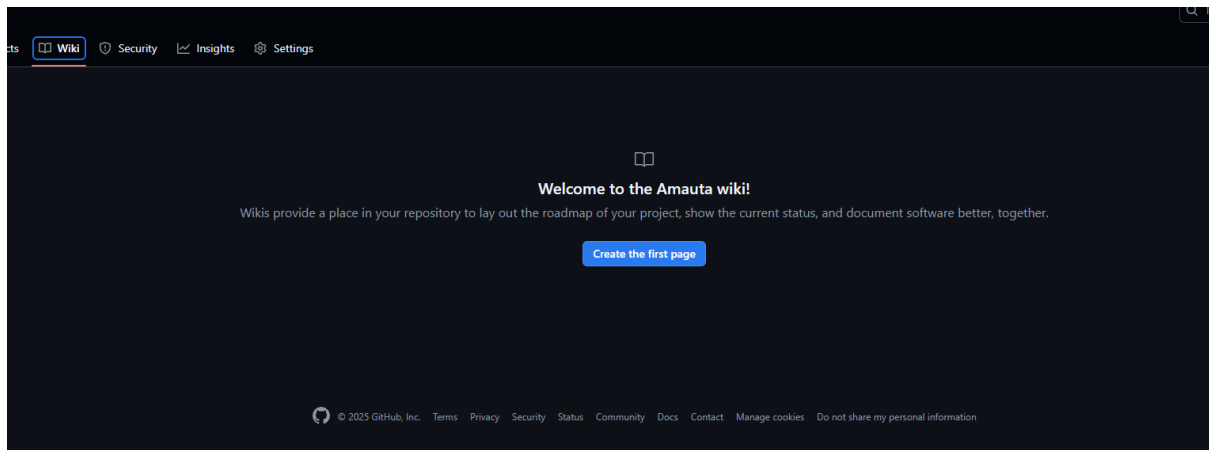 cts Wiki Security Insights Settings
Welcome to the Amauta wiki!
Wikis provide a place in your repository to lay out the roadmap of your project, show the current status, and document software better, together.
Create the first page
© 2025 GitHub, Inc. Terms Privacy Security Status Community Docs Contact Manage cookies Do not share my personal information